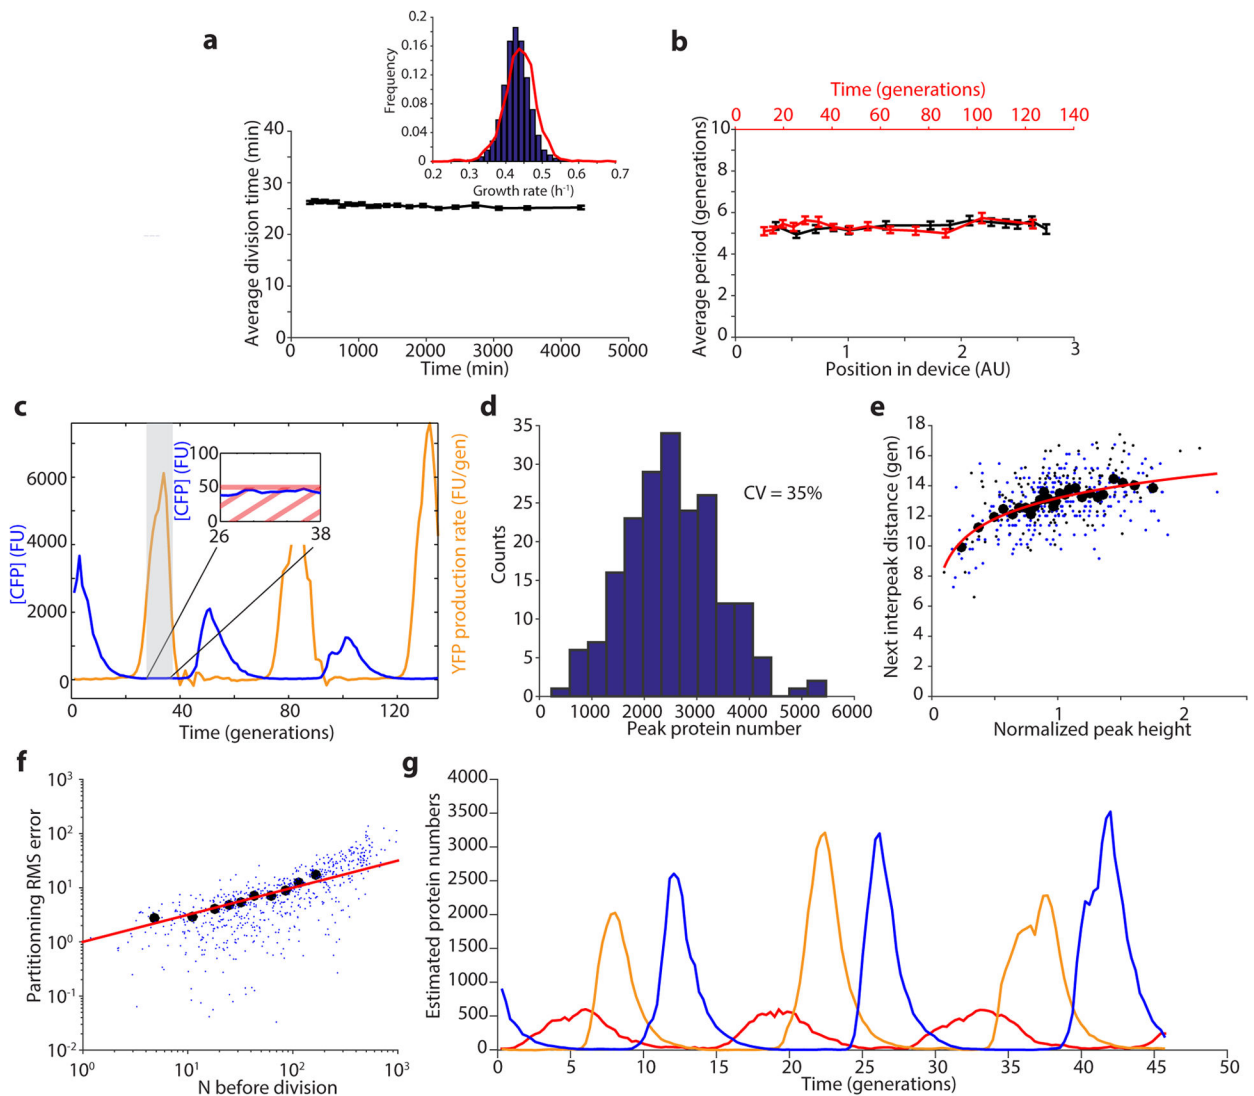 a
0.2
0.16
0.12
0.08
0.04
0
Frequency
0.2 0.3 0.4 0.5 0.6 0.7
Growth rate (h-1)
40
30
20
10
0
Average division time (min)
0 1000 2000 3000 4000 5000
Time (min)
b
Time (generations)
0 20 40 60 80 100 120 140
10
8
6
4
2
0
Average period (generations)
0 1 2 3
Position in device (AU)
c
6000
4000
2000
0
[CFP] (FU)
100
50
0
[CFP] (FU)
26 38
YFP production rate (FU/gen)
0 40 80 120
Time (generations)
d
35
30
25
20
15
10
5
0
Counts
CV = 35%
0 1000 2000 3000 4000 5000 6000
Peak protein number
e
18
16
14
12
10
8
6
4
2
0
Next interpeak distance (gen)
0 1 2
Normalized peak height
f
103
102
101
100
10-1
10-2
Partitionning RMS error
100 101 102 103
N before division
g
4000
3500
3000
2500
2000
1500
1000
500
0
Estimated protein numbers
0 5 10 15 20 25 30 35 40 45 50
Time (generations)